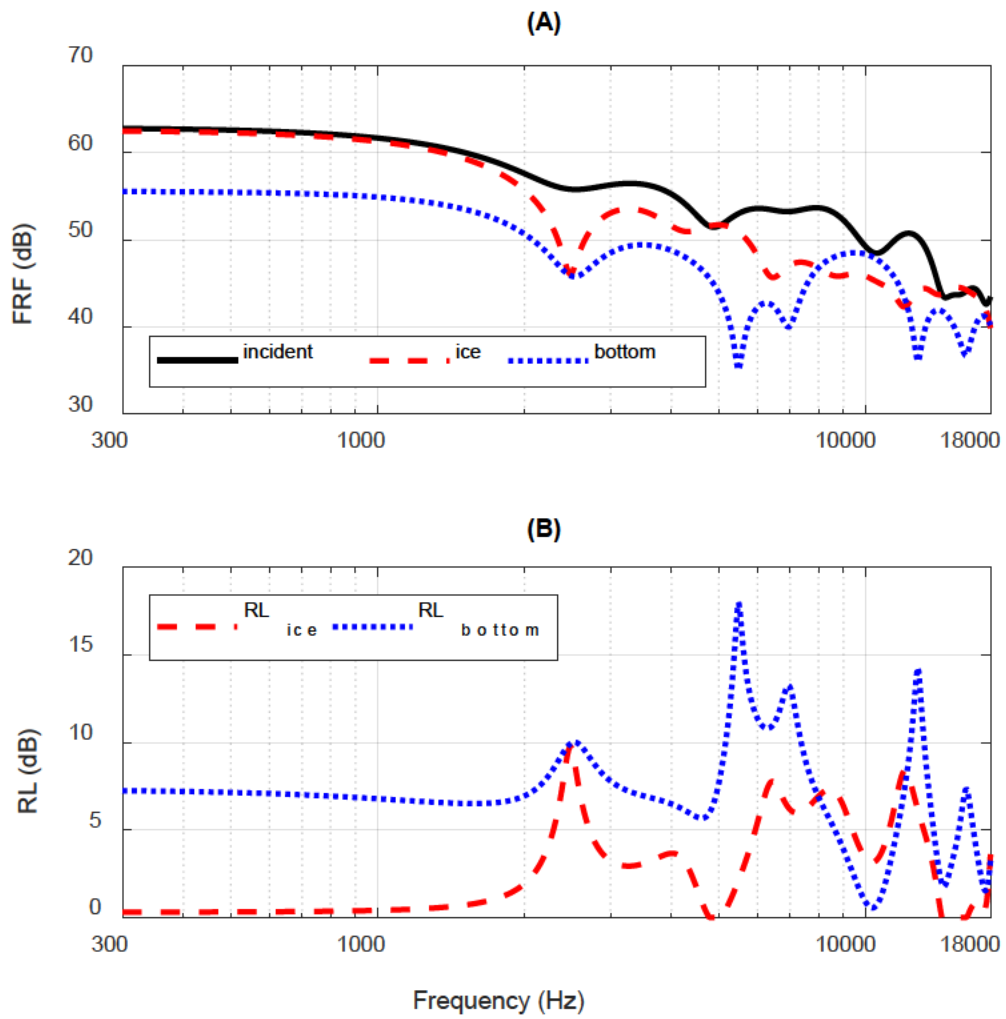 (A)
70
60
50
40
30
FRF (dB)
incident ice bottom
300 1000 10000 18000
(B)
20
15
10
5
0
RL (dB)
RL ice RL bottom
300 1000 10000 18000
Frequency (Hz)